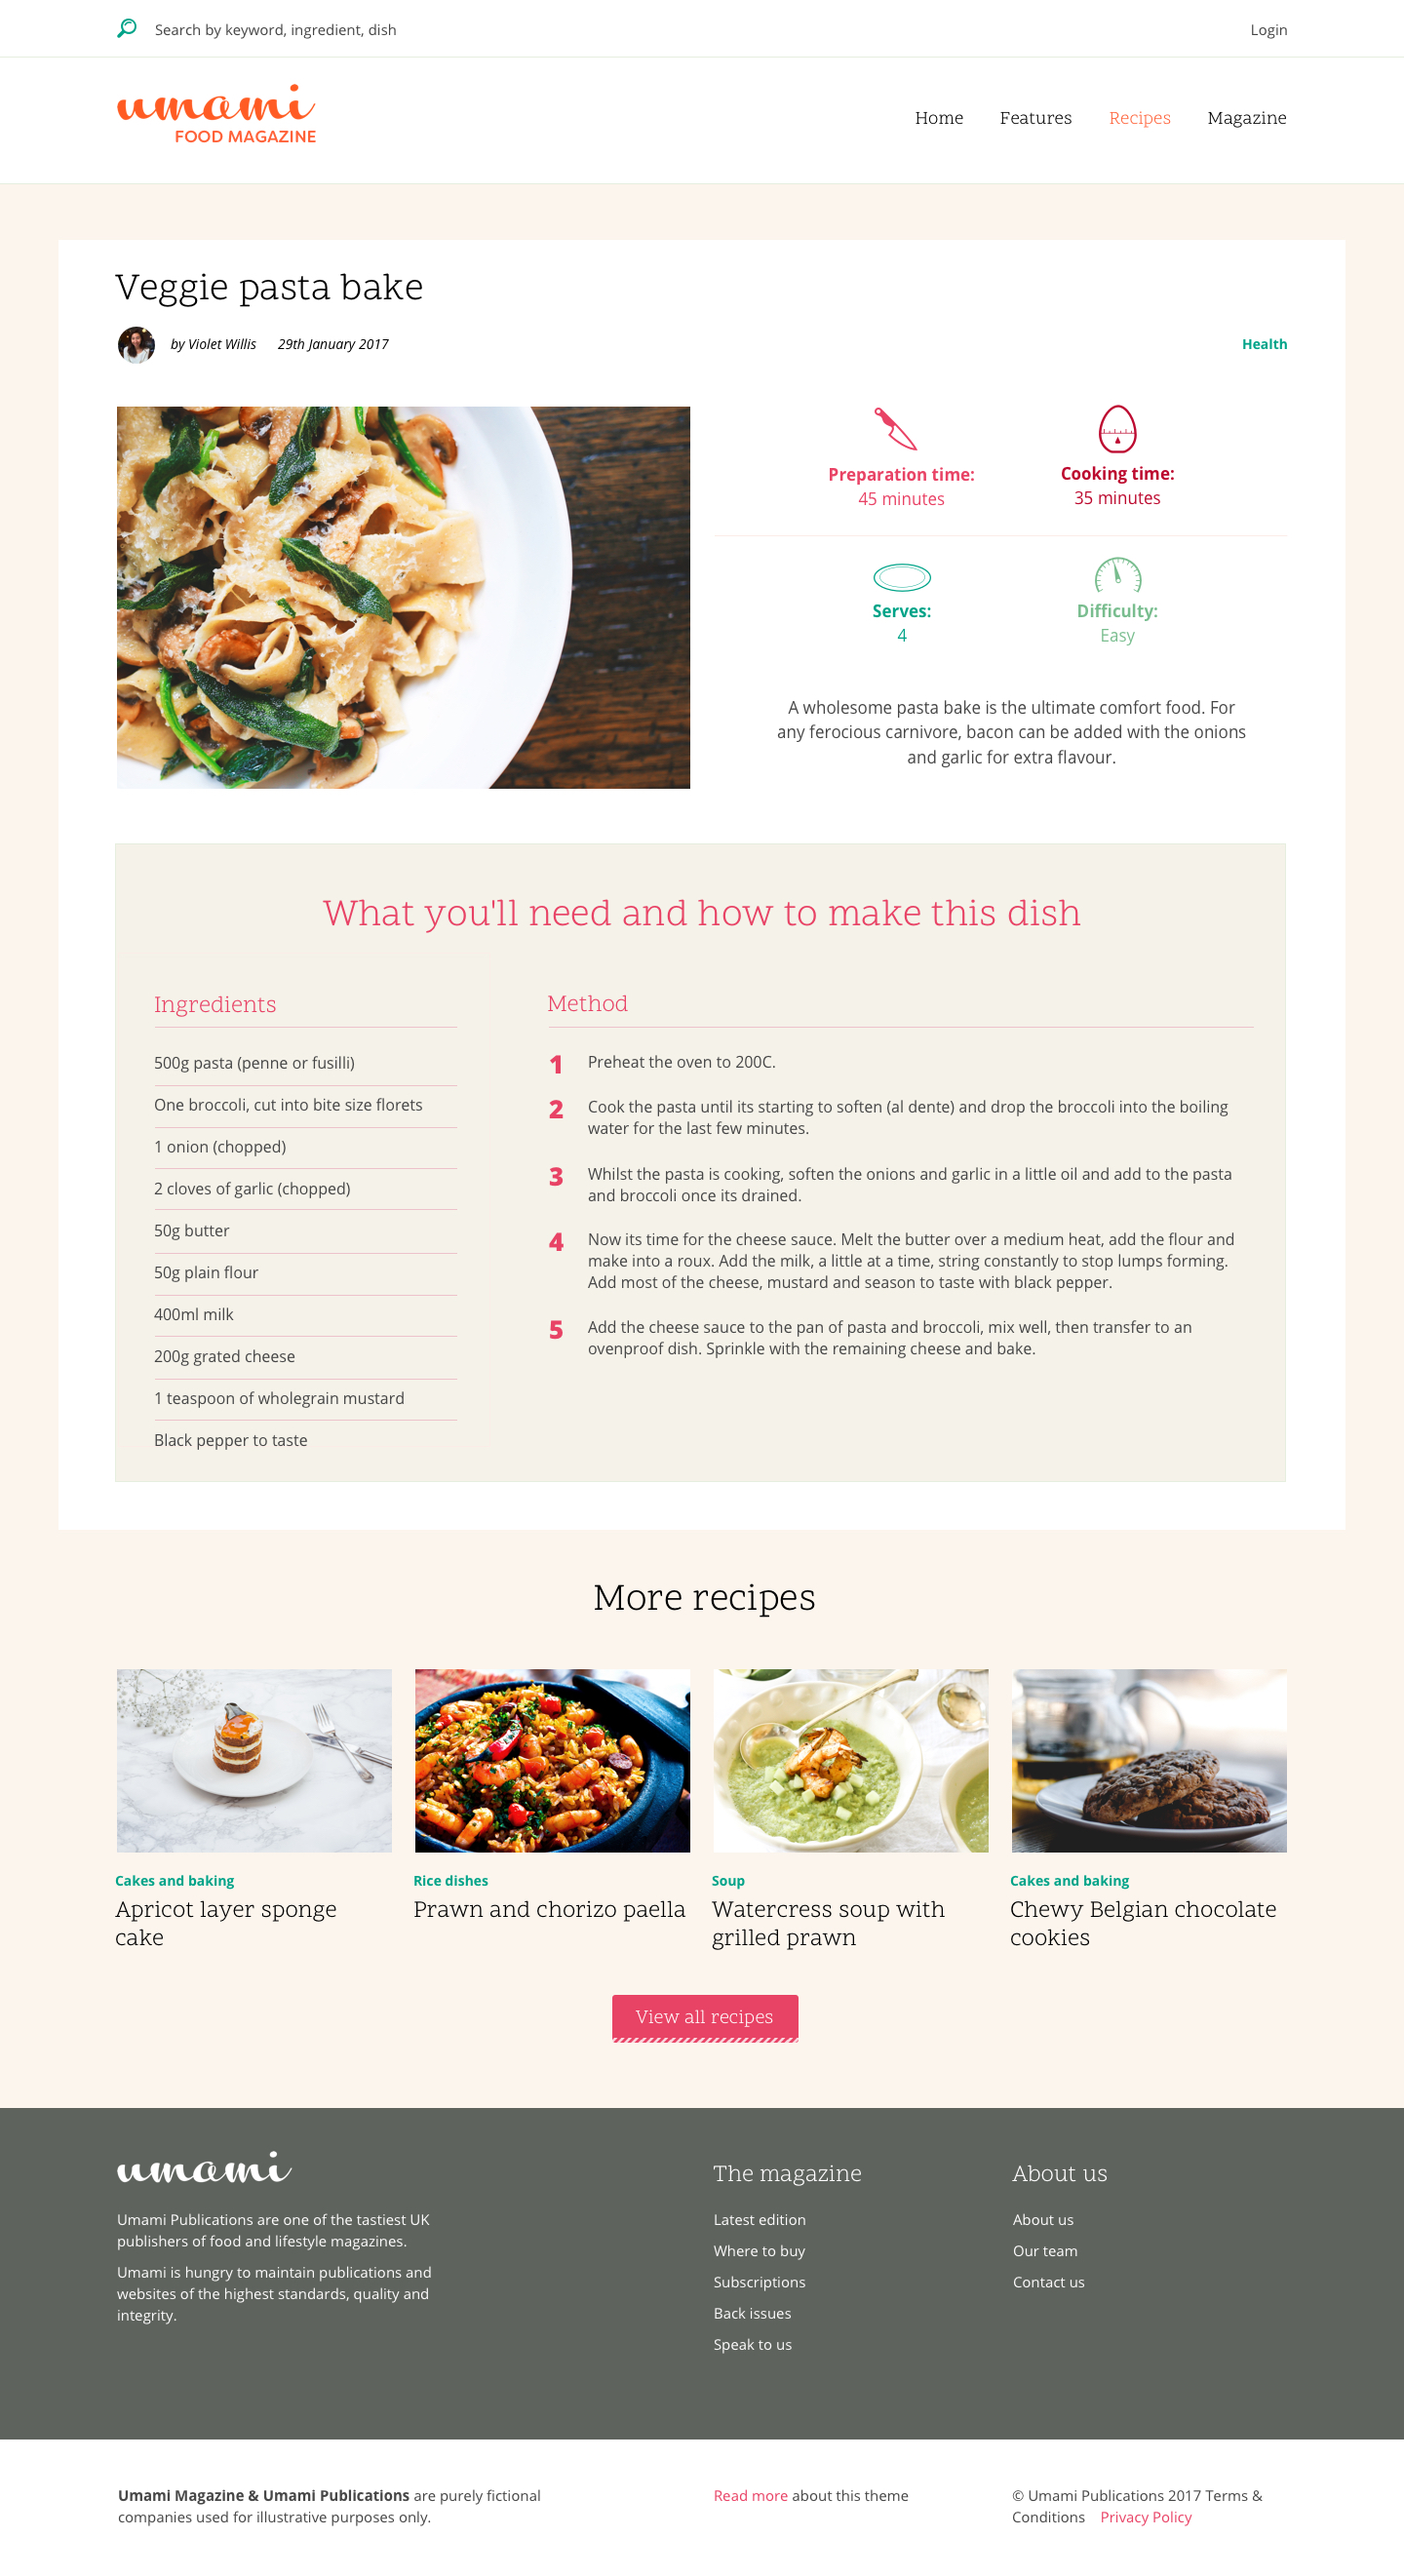 Search by keyword, ingredient, dish
Login
umami
FOOD MAGAZINE
Home
Features
Recipes
Magazine
Veggie pasta bake
by Violet Willis
29th January 2017
Health
Preparation time:
45 minutes
Cooking time:
35 minutes
Serves:
4
Difficulty:
Easy
A wholesome pasta bake is the ultimate comfort food. For
any ferocious carnivore, bacon can be added with the onions
and garlic for extra flavour.
What you'll need and how to make this dish
Ingredients
500g pasta (penne or fusilli)
One broccoli, cut into bite size florets
1 onion (chopped)
2 cloves of garlic (chopped)
50g butter
50g plain flour
400ml milk
200g grated cheese
1 teaspoon of wholegrain mustard
Black pepper to taste
Method
1 Preheat the oven to 200C.
2 Cook the pasta until its starting to soften (al dente) and drop the broccoli into the boiling
water for the last few minutes.
3 Whilst the pasta is cooking, soften the onions and garlic in a little oil and add to the pasta
and broccoli once its drained.
4 Now its time for the cheese sauce. Melt the butter over a medium heat, add the flour and
make into a roux. Add the milk, a little at a time, string constantly to stop lumps forming.
Add most of the cheese, mustard and season to taste with black pepper.
5 Add the cheese sauce to the pan of pasta and broccoli, mix well, then transfer to an
ovenproof dish. Sprinkle with the remaining cheese and bake.
More recipes
Cakes and baking
Apricot layer sponge
cake
Rice dishes
Prawn and chorizo paella
Soup
Watercress soup with
grilled prawn
Cakes and baking
Chewy Belgian chocolate
cookies
View all recipes
umami
Umami Publications are one of the tastiest UK
publishers of food and lifestyle magazines.
Umami is hungry to maintain publications and
websites of the highest standards, quality and
integrity.
The magazine
Latest edition
Where to buy
Subscriptions
Back issues
Speak to us
About us
About us
Our team
Contact us
Umami Magazine & Umami Publications are purely fictional
companies used for illustrative purposes only.
Read more about this theme
© Umami Publications 2017 Terms &
Conditions Privacy Policy